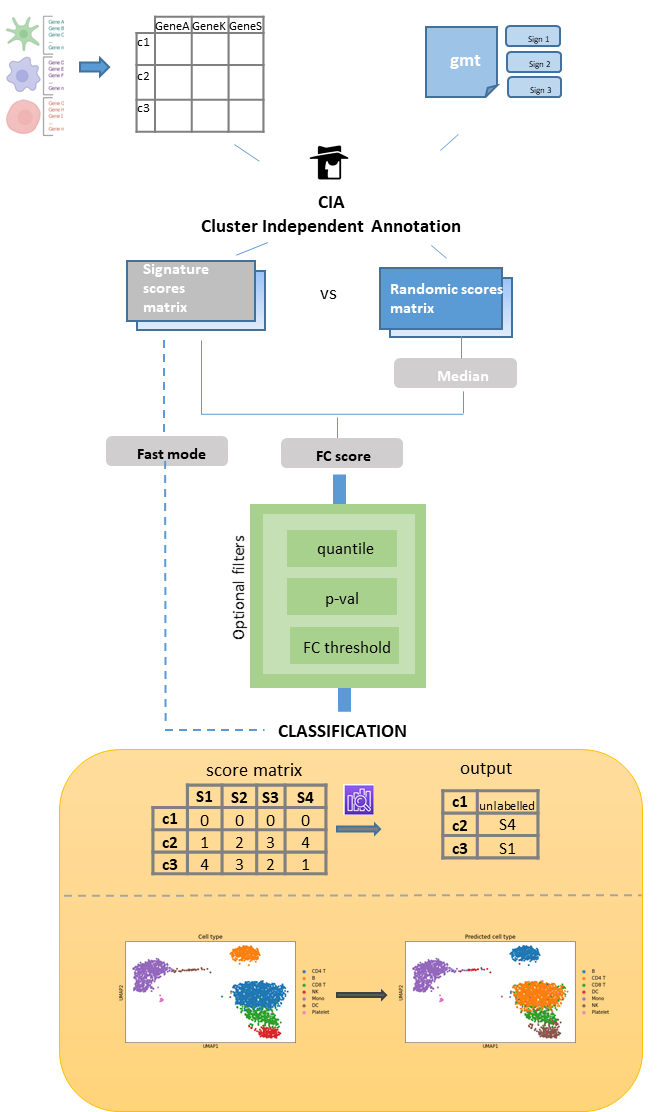 Gene A
Gene B
Gene C
...
Gene n
Gene D
Gene E
Gene F
...
Gene n
Gene G
Gene H
Gene I
...
Gene n
GeneA GeneK GeneS
c1
c2
c3
gmt
Sign 1
Sign 2
Sign 3
CIA
Cluster Independent Annotation
Signature
scores
matrix
vs
Randomic scores
matrix
Median
Fast mode
FC score
Optional filters
quantile
p-val
FC threshold
CLASSIFICATION
score matrix
S1 S2 S3 S4
c1 0 0 0 0
c2 1 2 3 4
c3 4 3 2 1
output
c1 unlabelled
c2 S4
c3 S1
Cell type
UMAP2
UMAP1
CD4 T
B
CD8 T
NK
Mono
DC
Platelet
Predicted cell type
UMAP2
UMAP1
B
CD4 T
CD8 T
DC
Mono
NK
Platelet